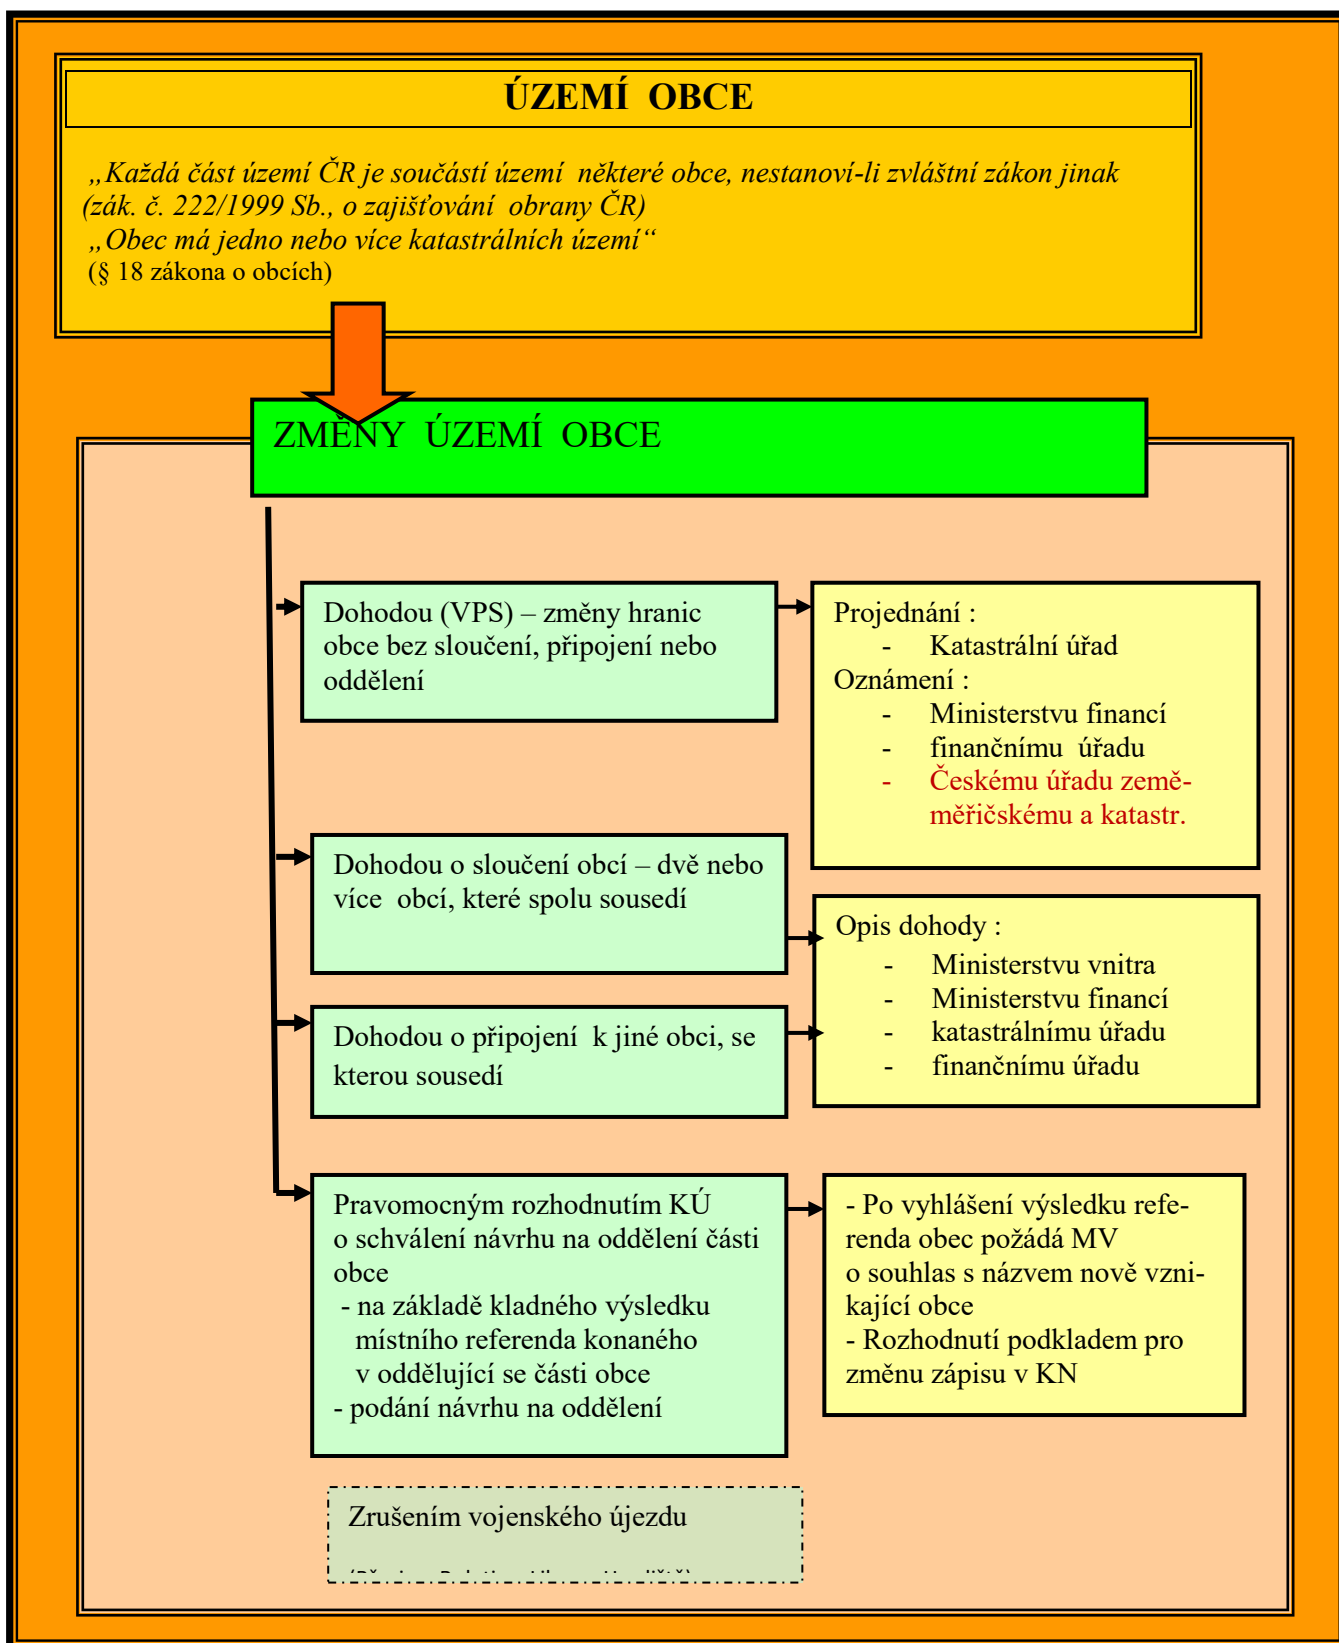 ÚZEMÍ OBCE
„Každá část území ČR je součástí území některé obce, nestanoví-li zvláštní zákon jinak
(zák. č. 222/1999 Sb., o zajišťování obrany ČR)
„Obec má jedno nebo více katastrálních území“
(§ 18 zákona o obcích)
ZMĚNY ÚZEMÍ OBCE
Dohodou (VPS) – změny hranic
obce bez sloučení, připojení nebo
oddělení
Projednání :
- Katastrální úřad
Oznámení :
- Ministerstvu financí
- finančnímu úřadu
- Českému úřadu země-
měřičskému a katastr.
Dohodou o sloučení obcí – dvě nebo
více obcí, které spolu sousedí
Opis dohody :
- Ministerstvu vnitra
- Ministerstvu financí
- katastrálnímu úřadu
- finančnímu úřadu
Dohodou o připojení k jiné obci, se
kterou sousedí
Pravomocným rozhodnutím KÚ
o schválení návrhu na oddělení části
obce
- na základě kladného výsledku
místního referenda konaného
v oddělující se části obce
- podání návrhu na oddělení
- Po vyhlášení výsledku refe-
renda obec požádá MV
o souhlas s názvem nově vzni-
kající obce
- Rozhodnutí podkladem pro
změnu zápisu v KN
Zrušením vojenského újezdu